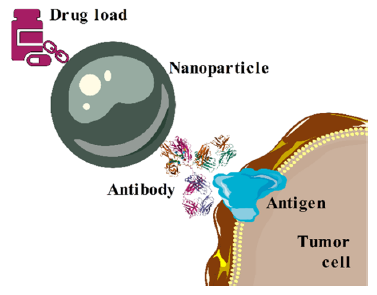 Drug load
Nanoparticle
Antibody
Antigen
Tumor
cell